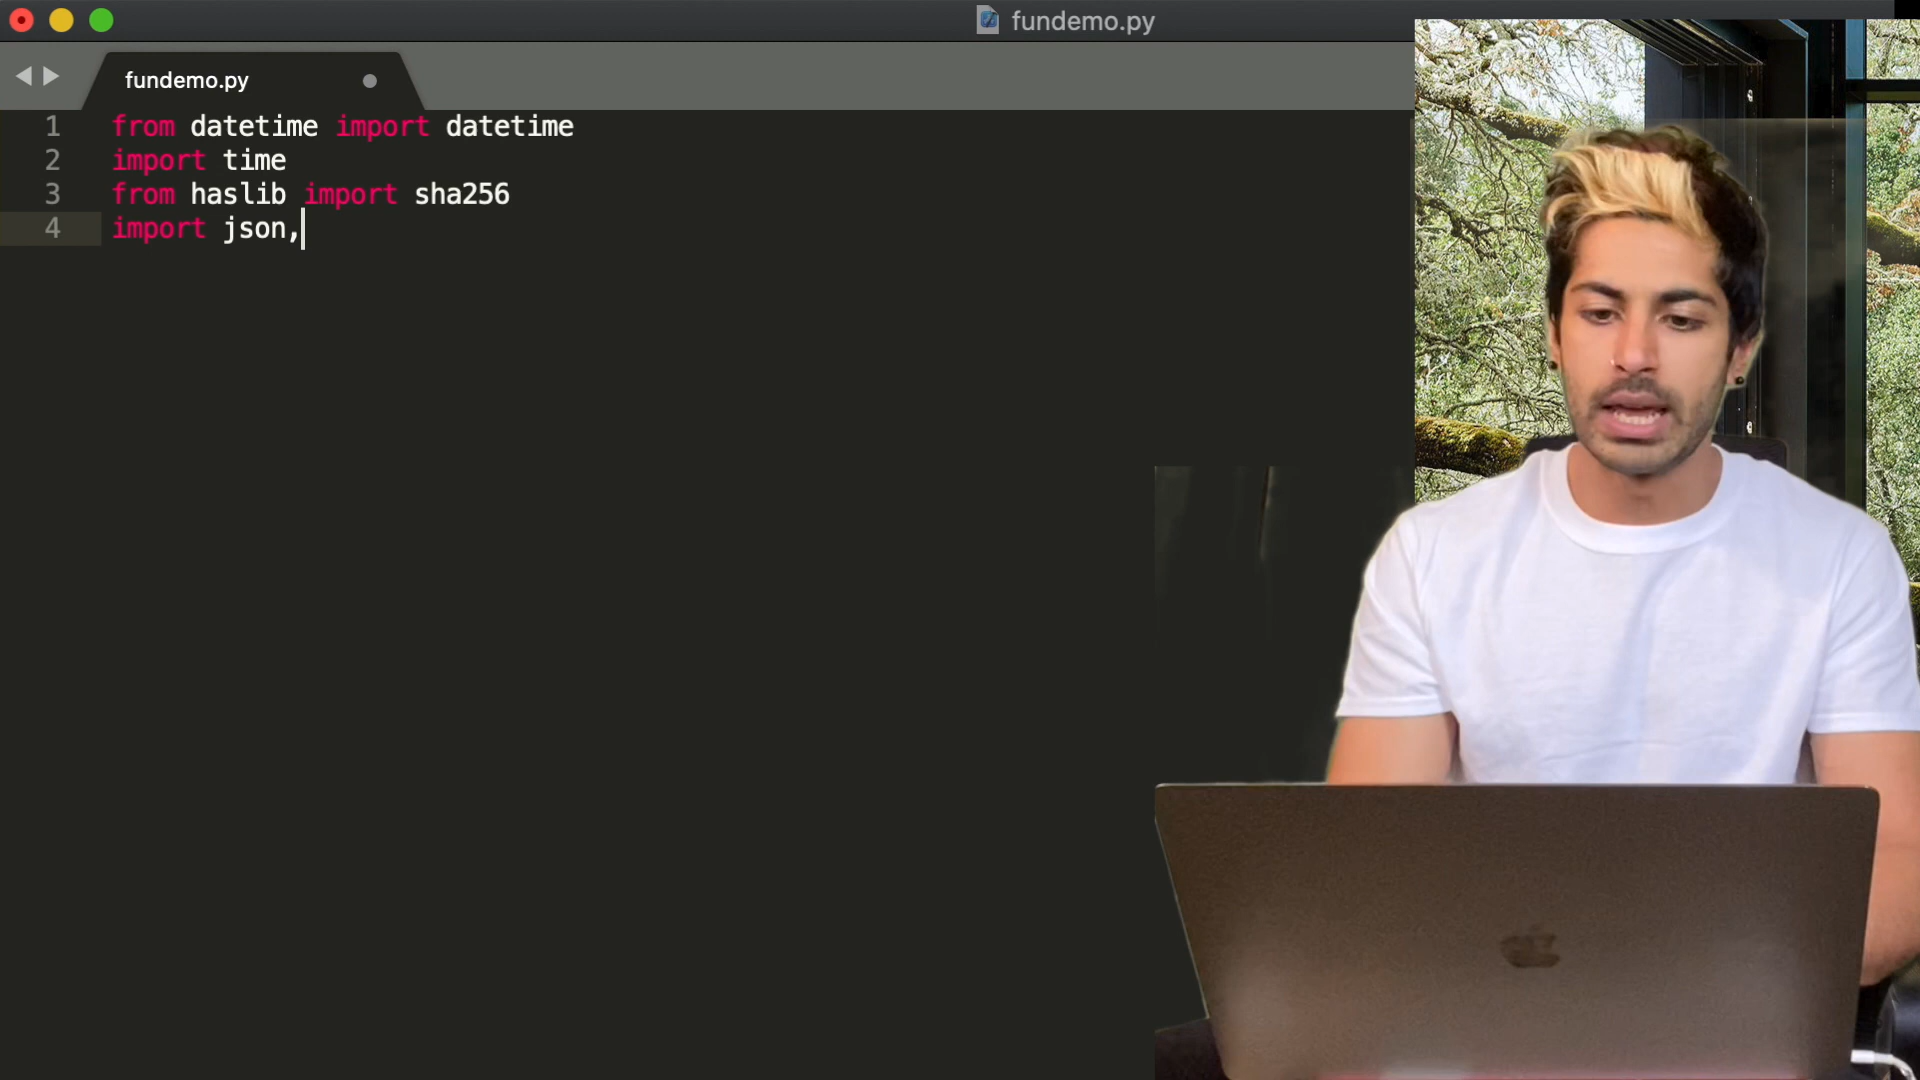 fundemo.py
fundemo.py
1 from datetime import datetime
2 import time
3 from haslib import sha256
4 import json,